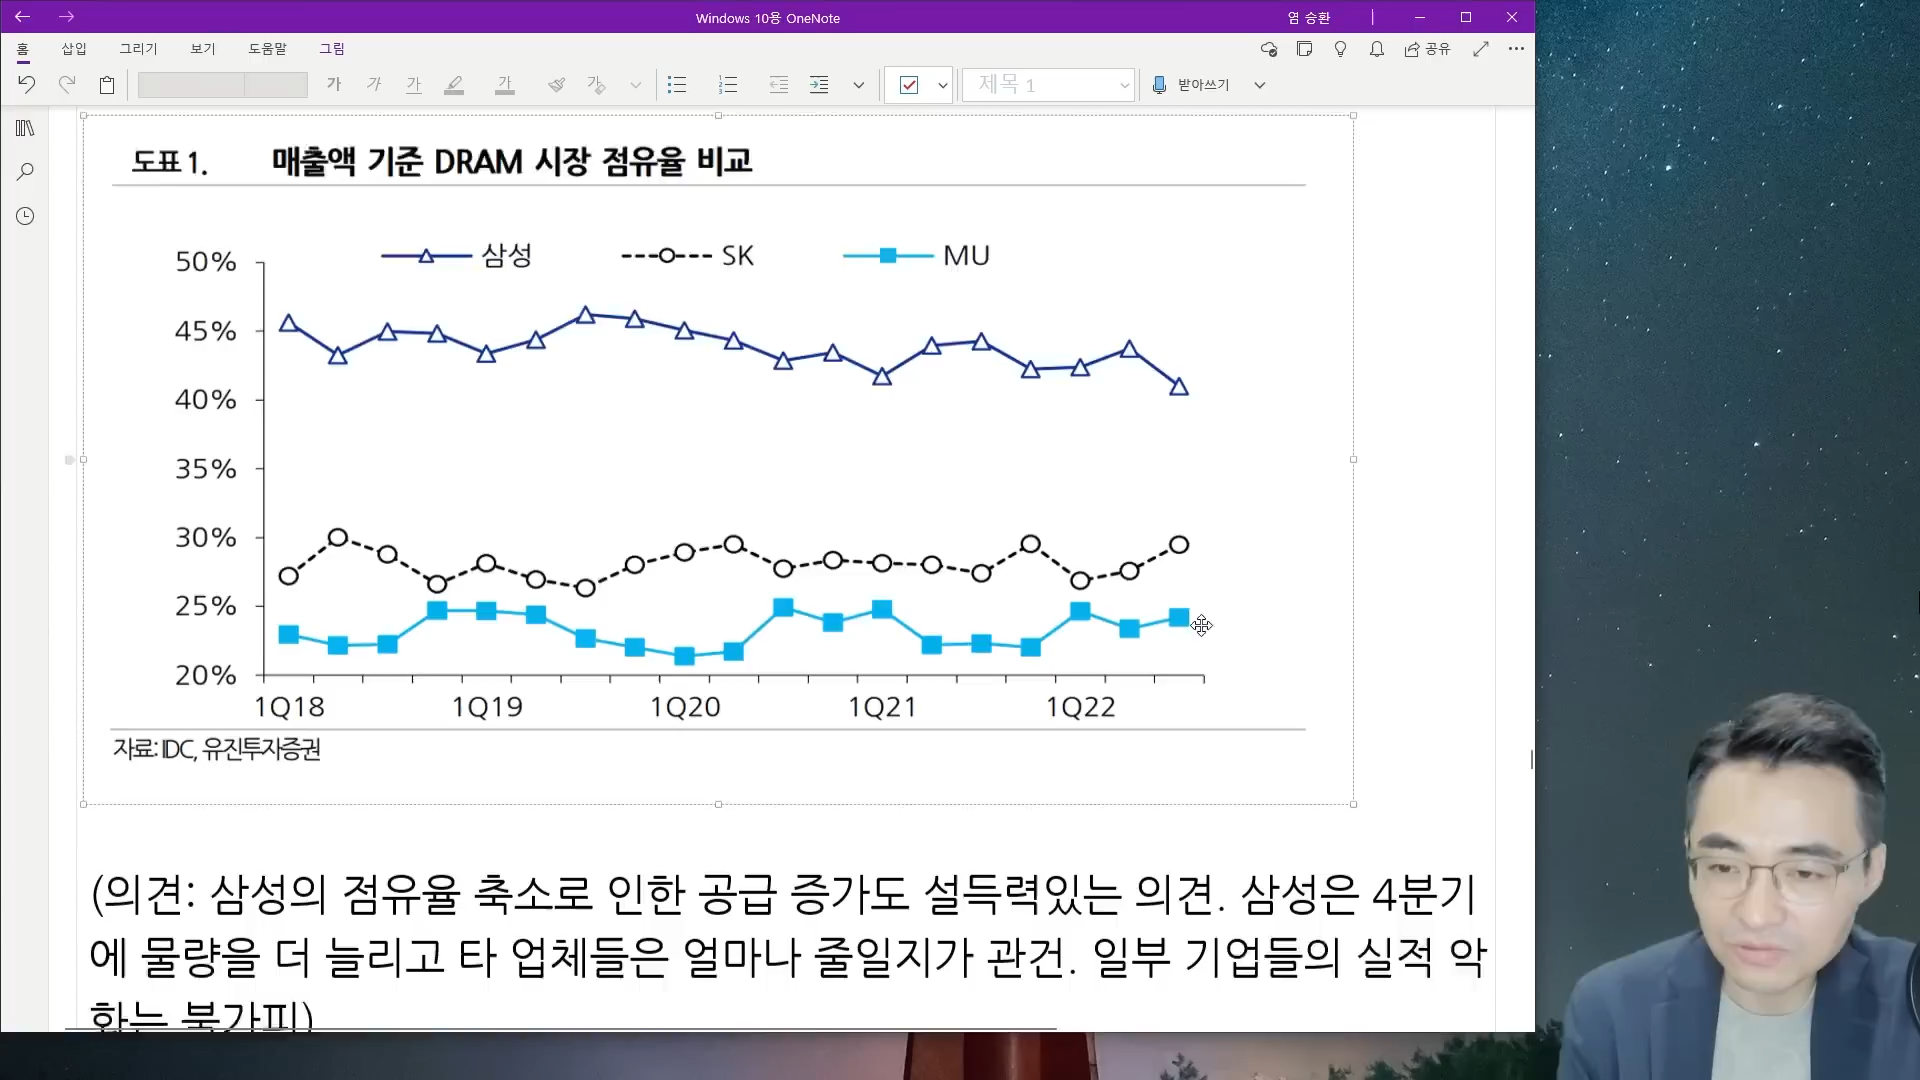 Windows 10용 OneNote
염 승환
홈 삽입 그리기 보기 도움말 그림
공유
가 가 가 가 가
제목 1
받아쓰기
도표 1. 매출액 기준 DRAM 시장 점유율 비교
삼성 SK MU
50%
45%
40%
35%
30%
25%
20%
1Q18 1Q19 1Q20 1Q21 1Q22
자료: IDC, 유진투자증권
(의견: 삼성의 점유율 축소로 인한 공급 증가도 설득력있는 의견. 삼성은 4분기
에 물량을 더 늘리고 타 업체들은 얼마나 줄일지가 관건. 일부 기업들의 실적 악
화는 불가피)